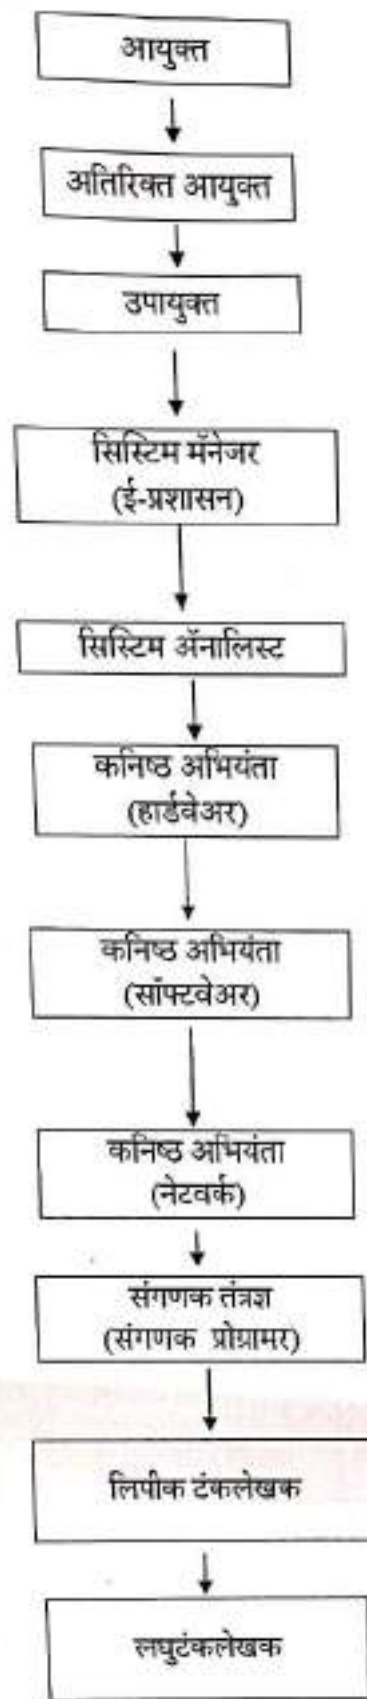 आयुक्त
अतिरिक्त आयुक्त
उपायुक्त
सिस्टिम मॅनेजर
(ई-प्रशासन)
सिस्टिम ॲनालिस्ट
कनिष्ठ अभियंता
(हार्डवेअर)
कनिष्ठ अभियंता
(सॉफ्टवेअर)
कनिष्ठ अभियंता
(नेटवर्क)
संगणक तंत्रज्ञ
(संगणक प्रोग्रामर)
लिपीक टंकलेखक
लघुटंकलेखक